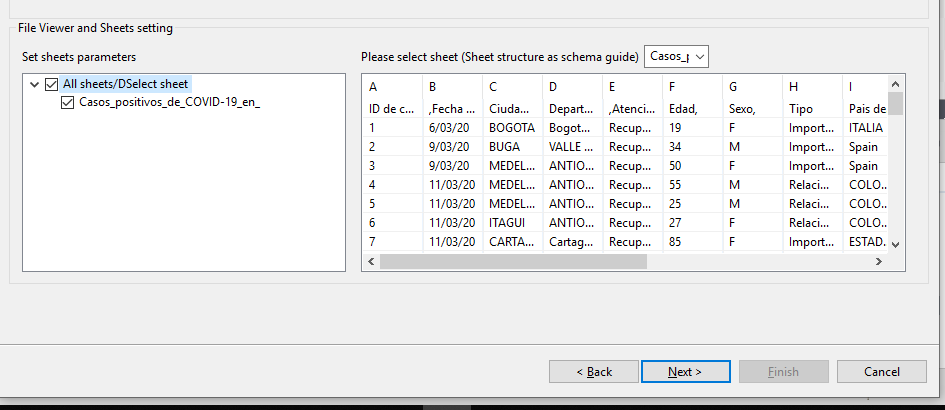 File Viewer and Sheets setting
Set sheets parameters
Please select sheet (Sheet structure as schema guide) Casos_p
All sheets/DSelect sheet
Casos_positivos_de_COVID-19_en_
A B C D E F G H I
ID de c... ,Fecha ... Ciuda... Depart... ,Atenci... Edad, Sexo, Tipo Pais de
1 6/03/20 BOGOTA Bogot... Recup... 19 F Import... ITALIA
2 9/03/20 BUGA VALLE ... Recup... 34 M Import... Spain
3 9/03/20 MEDEL... ANTIO... Recup... 50 F Import... Spain
4 11/03/20 MEDEL... ANTIO... Recup... 55 M Relaci... COLO...
5 11/03/20 MEDEL... ANTIO... Recup... 25 M Relaci... COLO...
6 11/03/20 ITAGUI ANTIO... Recup... 27 F Relaci... COLO...
7 11/03/20 CARTA... Cartag... Recup... 85 F Import... ESTAD...
< Back
Next >
Finish
Cancel